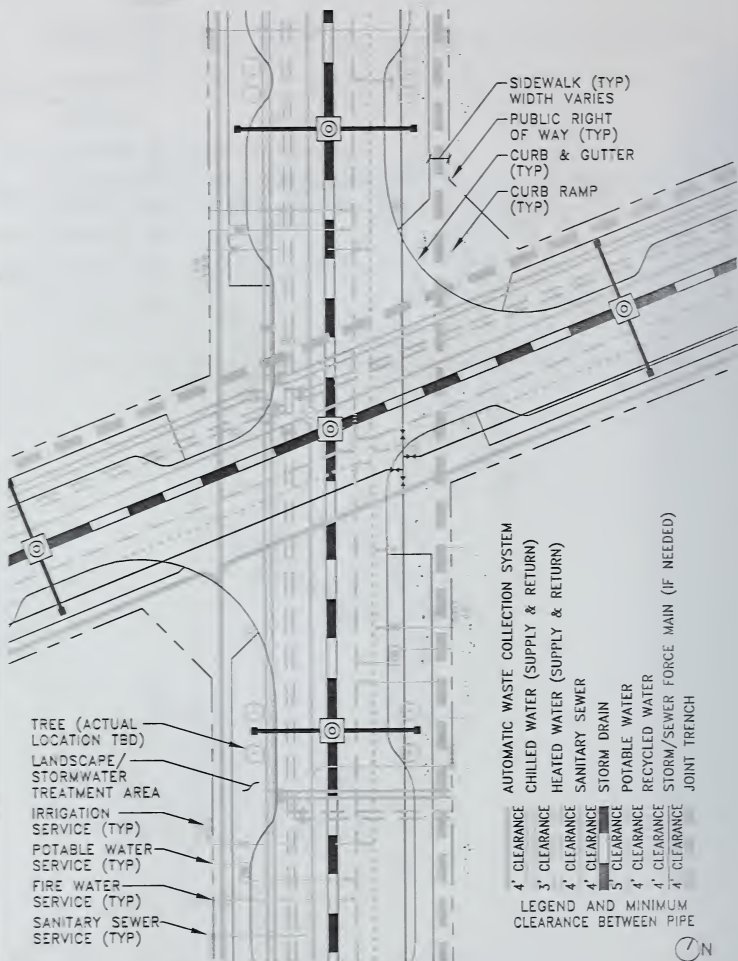 SIDEWALK (TYP)
WIDTH VARIES
PUBLIC RIGHT
OF WAY (TYP)
CURB & GUTTER
(TYP)
CURB RAMP
(TYP)
TREE (ACTUAL
LOCATION TBD)
LANDSCAPE/
STORMWATER
TREATMENT AREA
IRRIGATION
SERVICE (TYP)
POTABLE WATER
SERVICE (TYP)
FIRE WATER
SERVICE (TYP)
SANITARY SEWER
SERVICE (TYP)
AUTOMATIC WASTE COLLECTION SYSTEM
4' CLEARANCE
CHILLED WATER (SUPPLY & RETURN)
3' CLEARANCE
HEATED WATER (SUPPLY & RETURN)
4' CLEARANCE
SANITARY SEWER
4' CLEARANCE
STORM DRAIN
5' CLEARANCE
POTABLE WATER
4' CLEARANCE
RECYCLED WATER
4' CLEARANCE
STORM/SEWER FORCE MAIN (IF NEEDED)
4' CLEARANCE
JOINT TRENCH
LEGEND AND MINIMUM
CLEARANCE BETWEEN PIPE
N